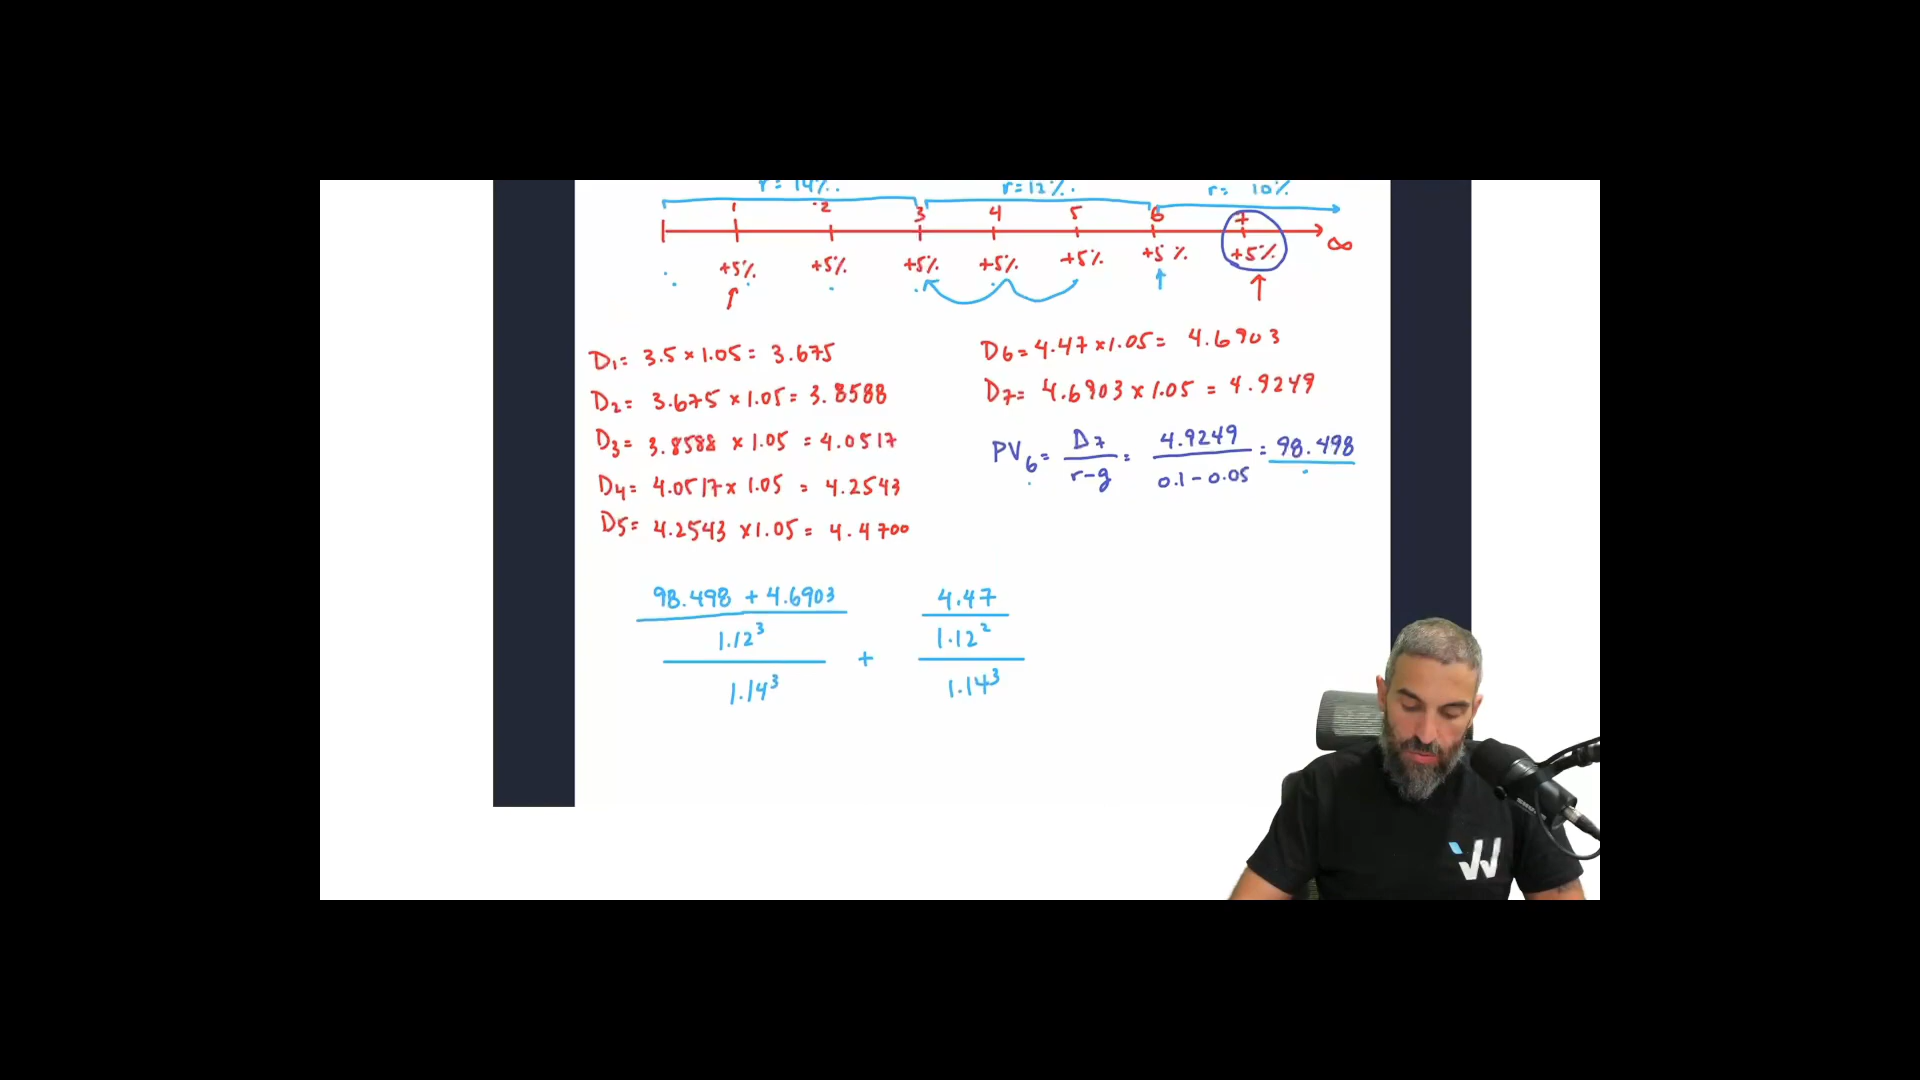 r= 14%. r=12%. r= 10%
1 2 3 4 5 6 7
∞
+5% +5% +5% +5% +5% +5% +5%
D1= 3.5 × 1.05 = 3.675
D2= 3.675 × 1.05 = 3.8588
D3= 3.8588 × 1.05 = 4.0517
D4= 4.0517 × 1.05 = 4.2543
D5= 4.2543 × 1.05 = 4.4700
D6= 4.47 × 1.05 = 4.6903
D7= 4.6903 × 1.05 = 4.9249
PV6 = D7 / r-g = 4.9249 / 0.1 - 0.05 = 98.498
98.498 + 4.6903
1.12³
1.14³
+
4.47
1.12²
1.14³
W